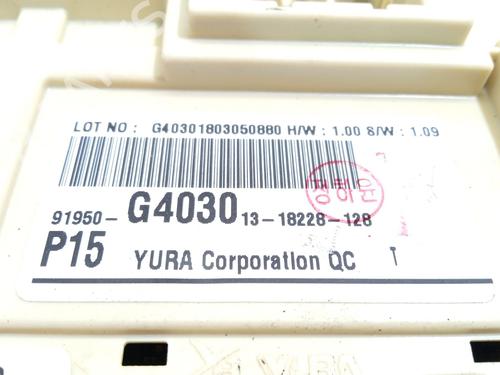 LOT NO : G40301803050880 H/W : 1.00 S/W : 1.09
91950-G4030 13-18228-128
P15 YURA Corporation QC T